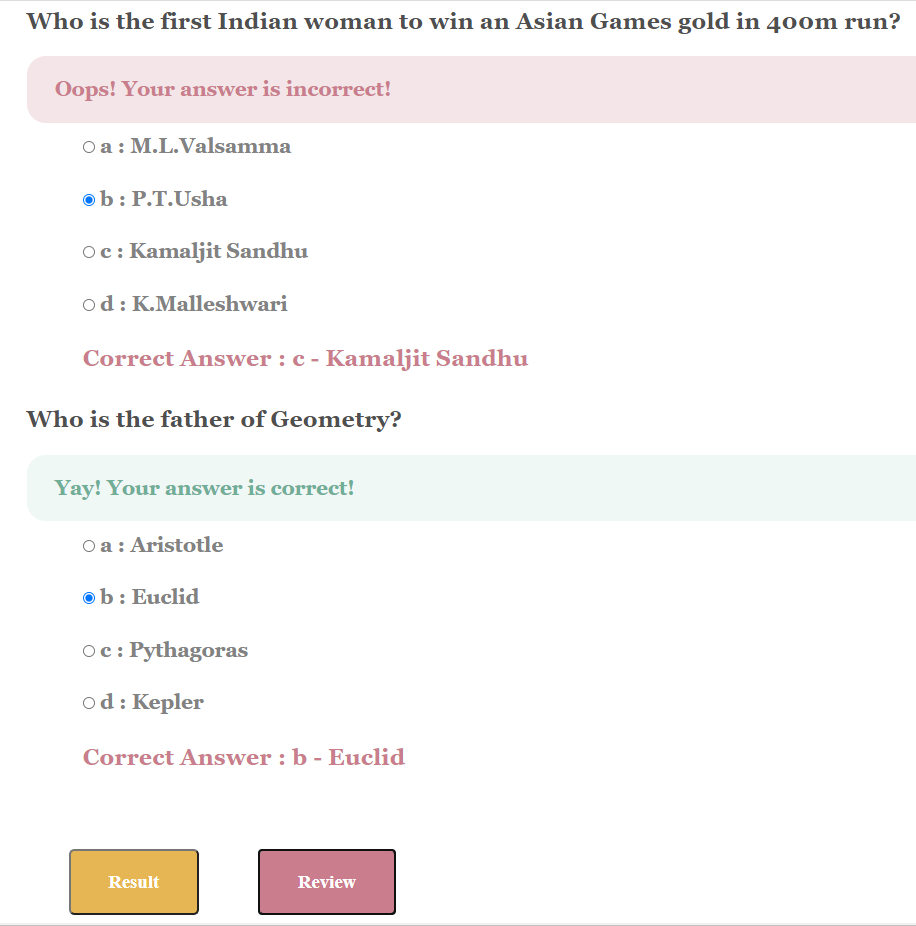 Who is the first Indian woman to win an Asian Games gold in 400m run?
Oops! Your answer is incorrect!
a : M.L.Valsamma
b : P.T.Usha
c : Kamaljit Sandhu
d : K.Malleshwari
Correct Answer : c - Kamaljit Sandhu
Who is the father of Geometry?
Yay! Your answer is correct!
a : Aristotle
b : Euclid
c : Pythagoras
d : Kepler
Correct Answer : b - Euclid
Result
Review